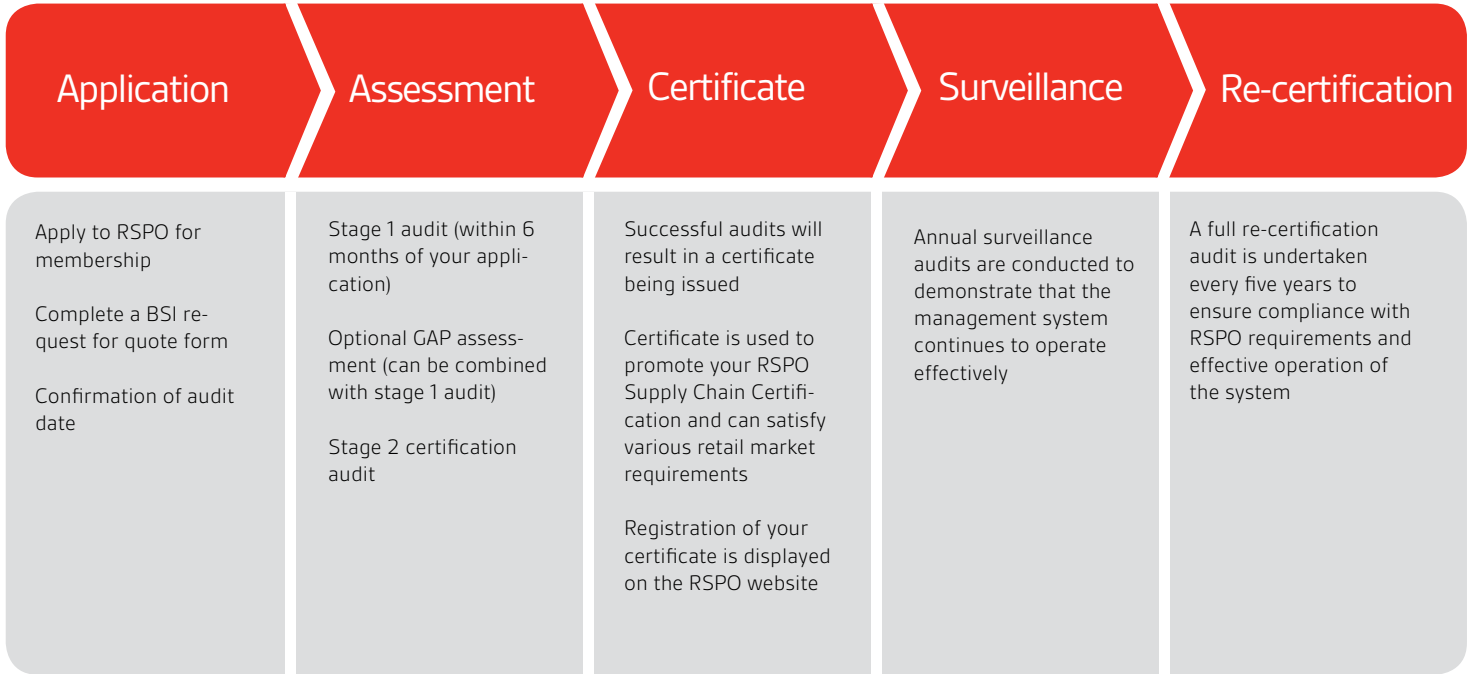 Application
Assessment
Certificate
Surveillance
Re-certification
Apply to RSPO for
membership
Complete a BSI re-
quest for quote form
Confirmation of audit
date
Stage 1 audit (within 6
months of your appli-
cation)
Optional GAP assess-
ment (can be combined
with stage 1 audit)
Stage 2 certification
audit
Successful audits will
result in a certificate
being issued
Certificate is used to
promote your RSPO
Supply Chain Certifi-
cation and can satisfy
various retail market
requirements
Registration of your
certificate is displayed
on the RSPO website
Annual surveillance
audits are conducted to
demonstrate that the
management system
continues to operate
effectively
A full re-certification
audit is undertaken
every five years to
ensure compliance with
RSPO requirements and
effective operation of
the system